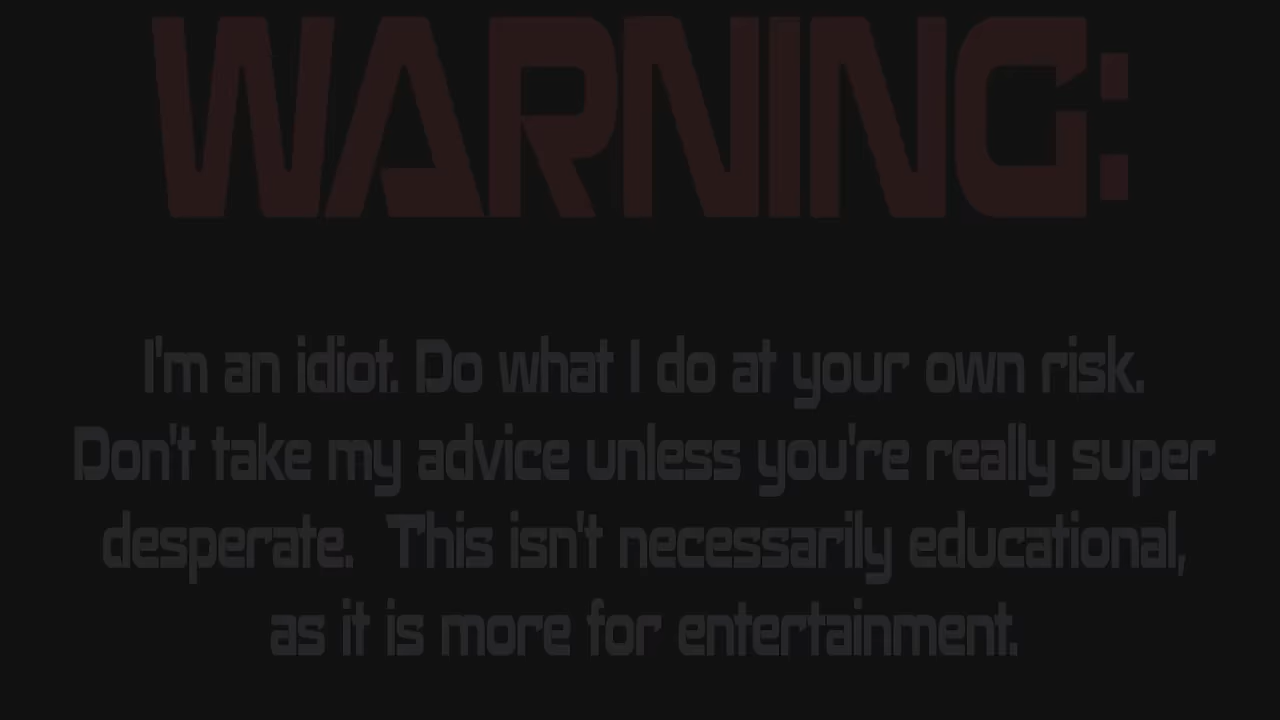 WARNING:
I'm an idiot. Do what I do at your own risk.
Don't take my advice unless you're really super
desperate.  This isn't necessarily educational,
as it is more for entertainment.